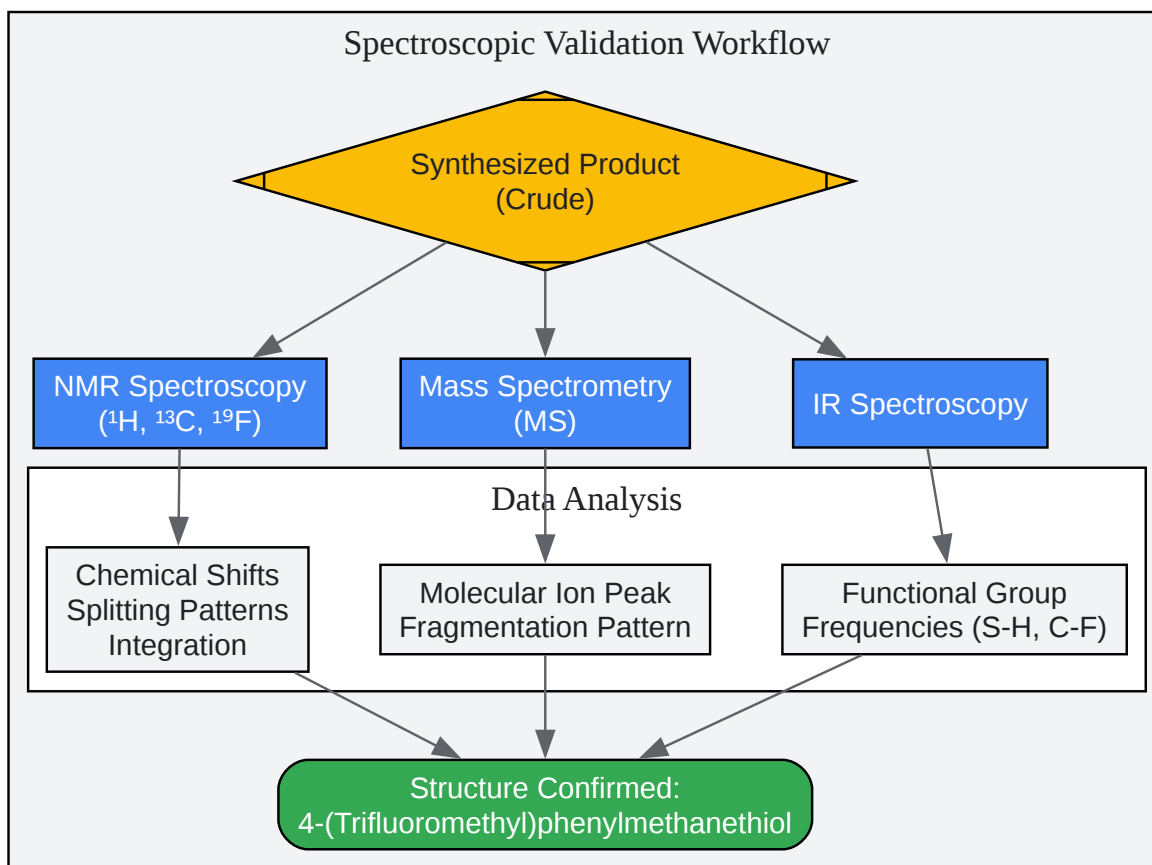 Spectroscopic Validation Workflow
Synthesized Product
(Crude)
NMR Spectroscopy
(¹H, ¹³C, ¹⁹F)
Mass Spectrometry
(MS)
IR Spectroscopy
Data Analysis
Chemical Shifts
Splitting Patterns
Integration
Molecular Ion Peak
Fragmentation Pattern
Functional Group
Frequencies (S-H, C-F)
Structure Confirmed:
4-(Trifluoromethyl)phenylmethanethiol